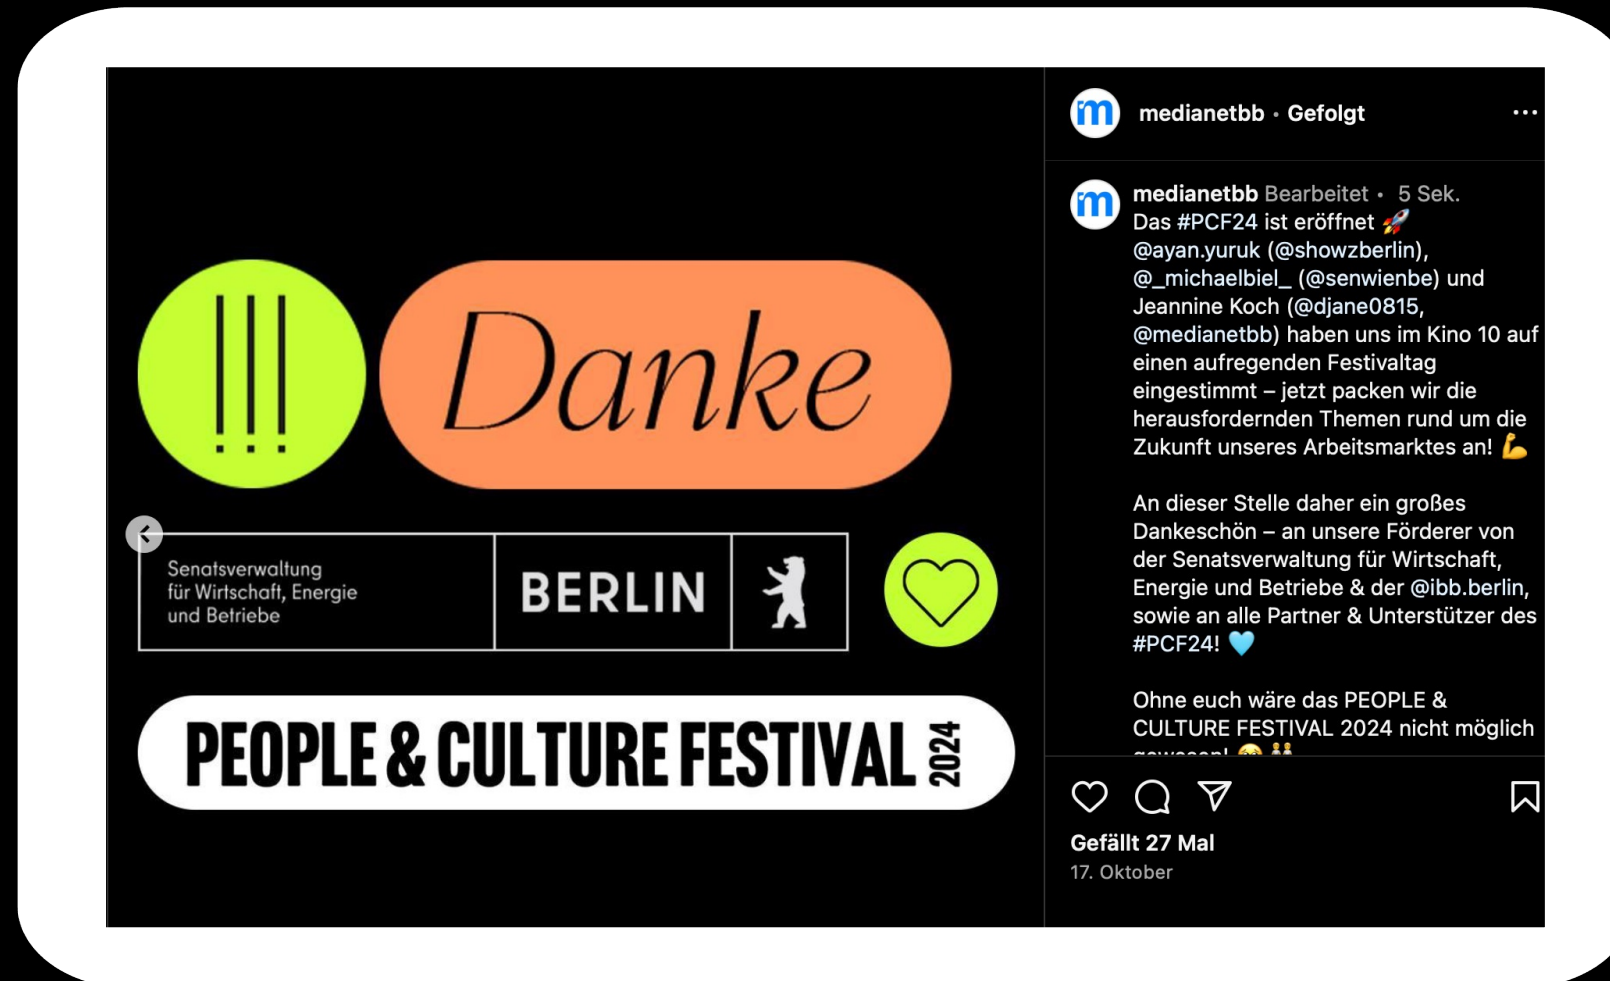 !!! Danke
Senatsverwaltung
für Wirtschaft, Energie
und Betriebe
BERLIN
PEOPLE & CULTURE FESTIVAL 2024
medianetbb • Gefolgt
medianetbb Bearbeitet • 5 Sek.
Das #PCF24 ist eröffnet 🚀
@ayan.yuruk (@showzberlin),
@_michaelbiel_ (@senwienbe) und
Jeannine Koch (@djane0815,
@medianetbb) haben uns im Kino 10 auf
einen aufregenden Festivaltag
eingestimmt – jetzt packen wir die
herausfordernden Themen rund um die
Zukunft unseres Arbeitsmarktes an! 💪
An dieser Stelle daher ein großes
Dankeschön – an unsere Förderer von
der Senatsverwaltung für Wirtschaft,
Energie und Betriebe & der @ibb.berlin,
sowie an alle Partner & Unterstützer des
#PCF24! 🩵
Ohne euch wäre das PEOPLE &
CULTURE FESTIVAL 2024 nicht möglich
Gefällt 27 Mal
17. Oktober